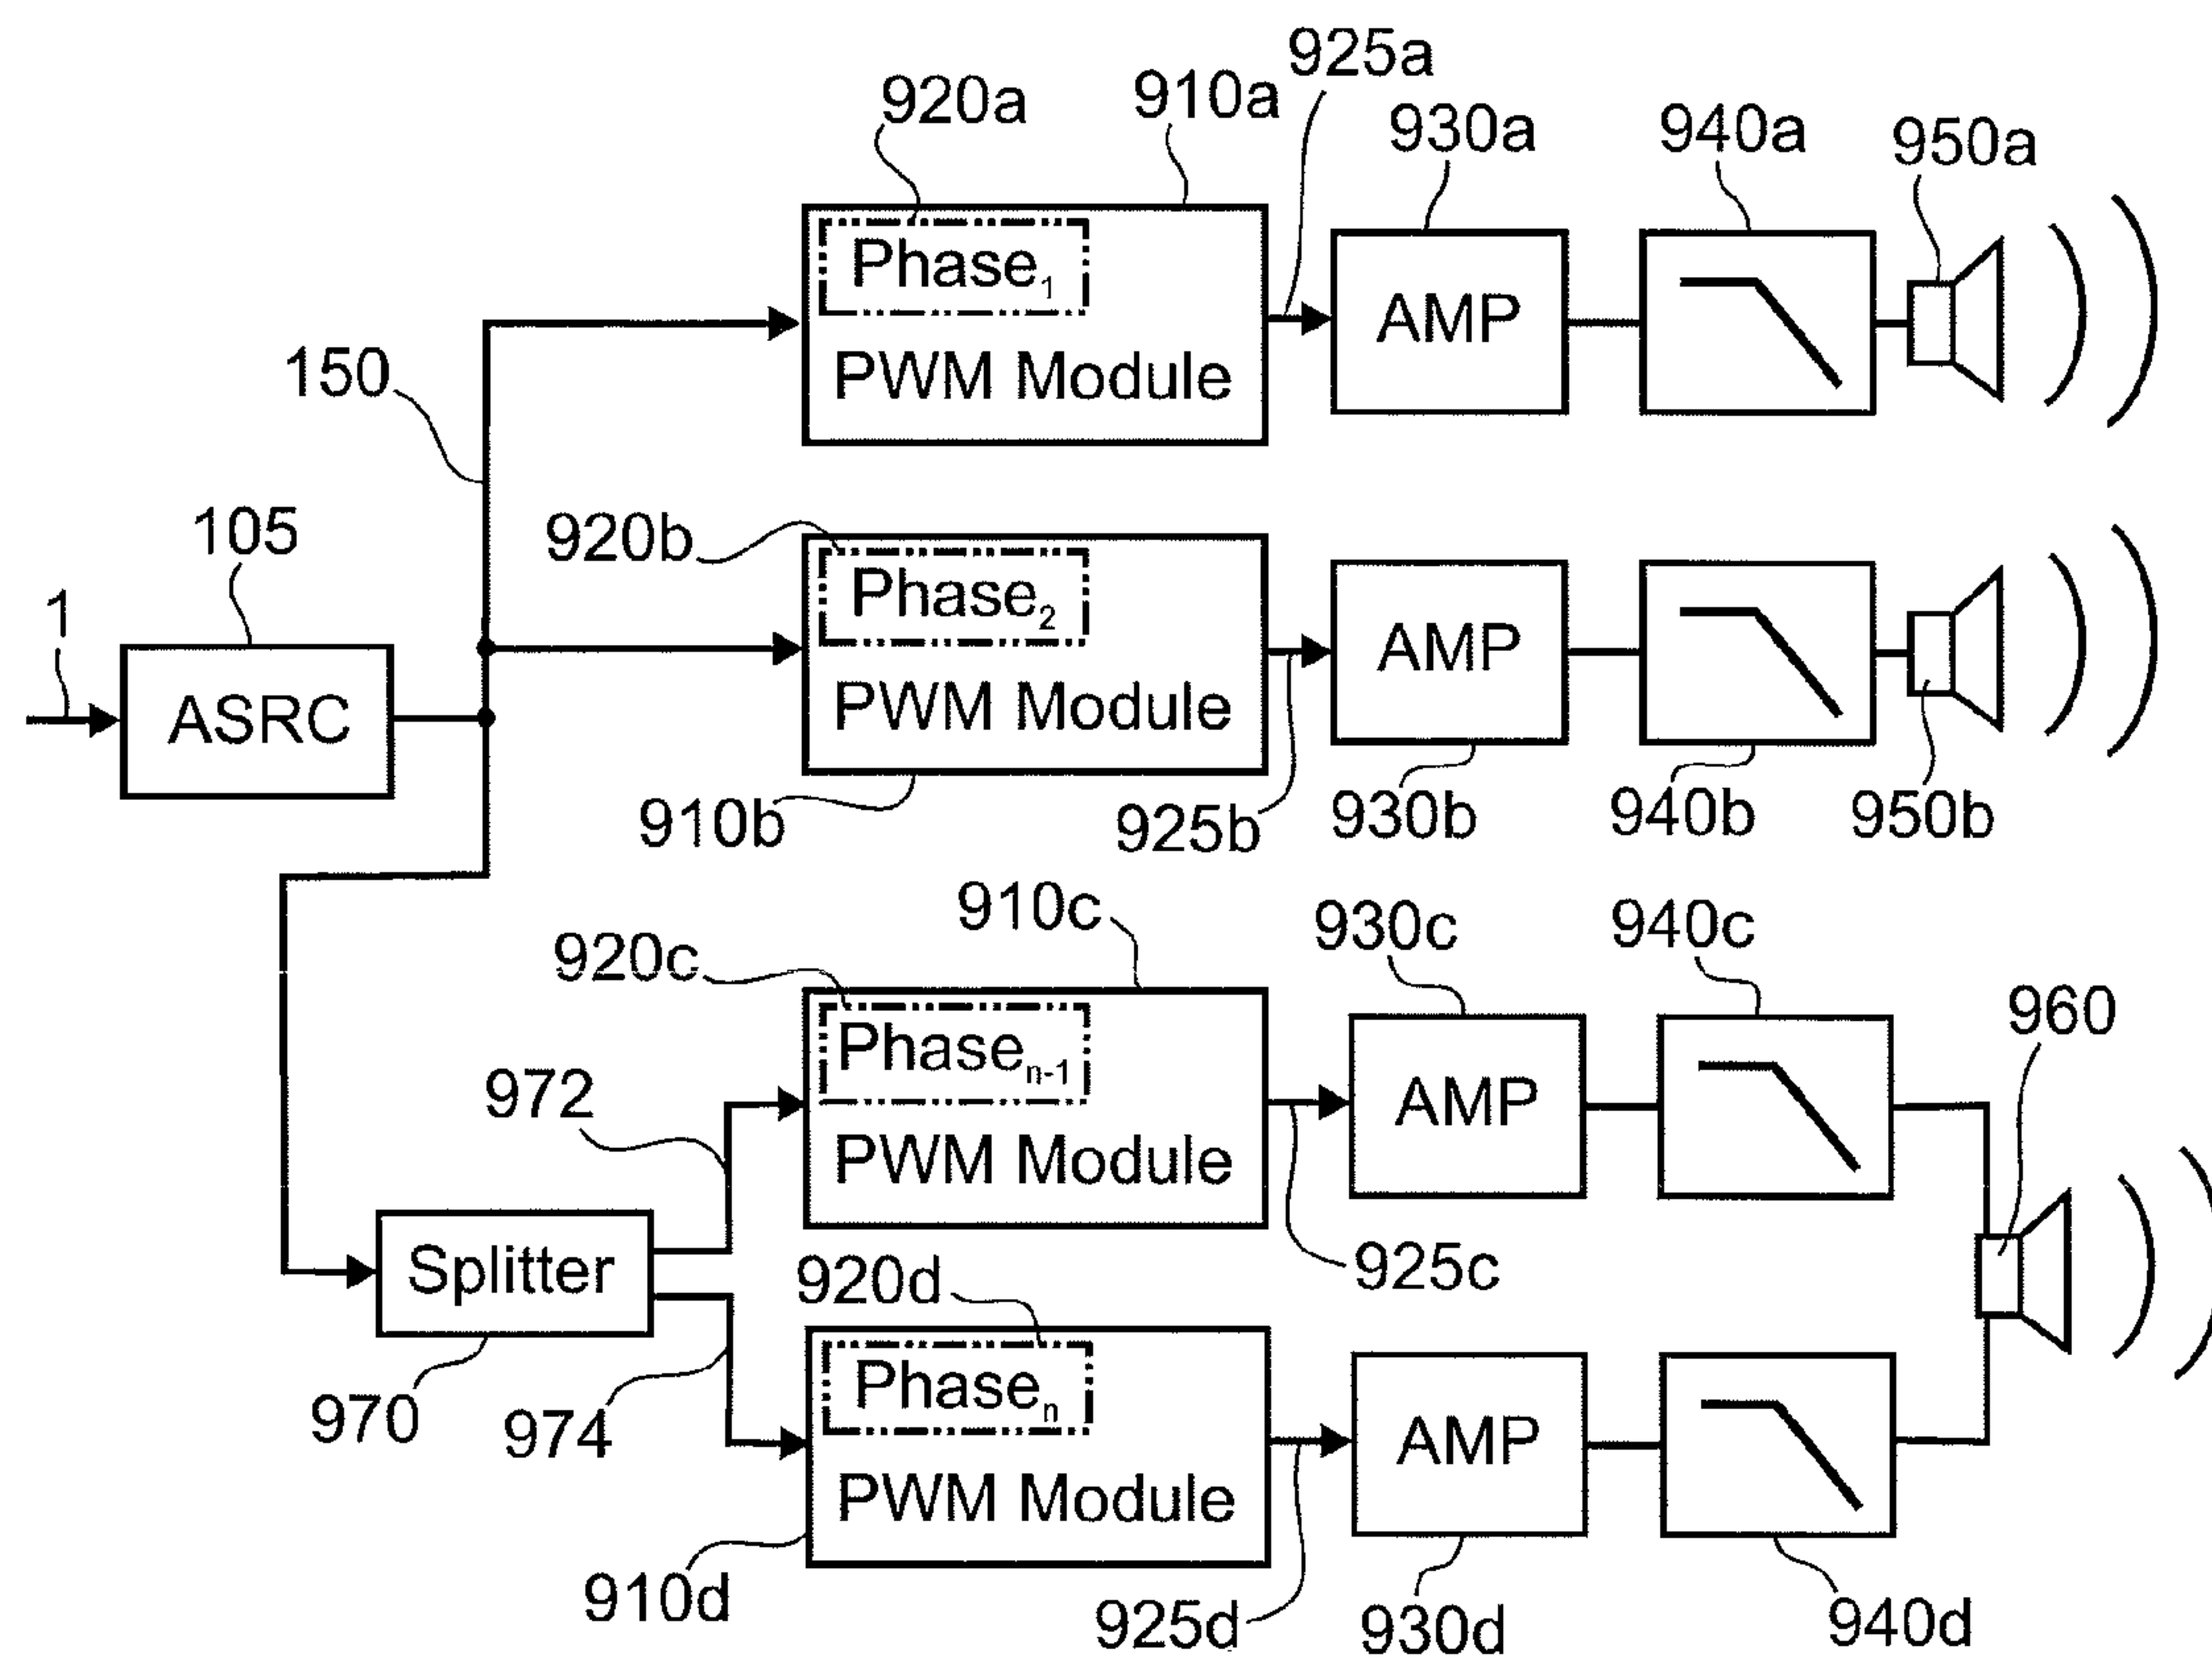 925a
920a
910a
930a
940a
950a
Phase1
AMP
PWM Module
150
105
920b
Phase2
1
AMP
ASRC
PWM Module
910b
925b
930b
940b
950b
910c
930c
940c
920c
960
Phasen-1
972
AMP
PWM Module
Splitter
920d
925c
Phasen
970
974
AMP
PWM Module
910d
925d
930d
940d